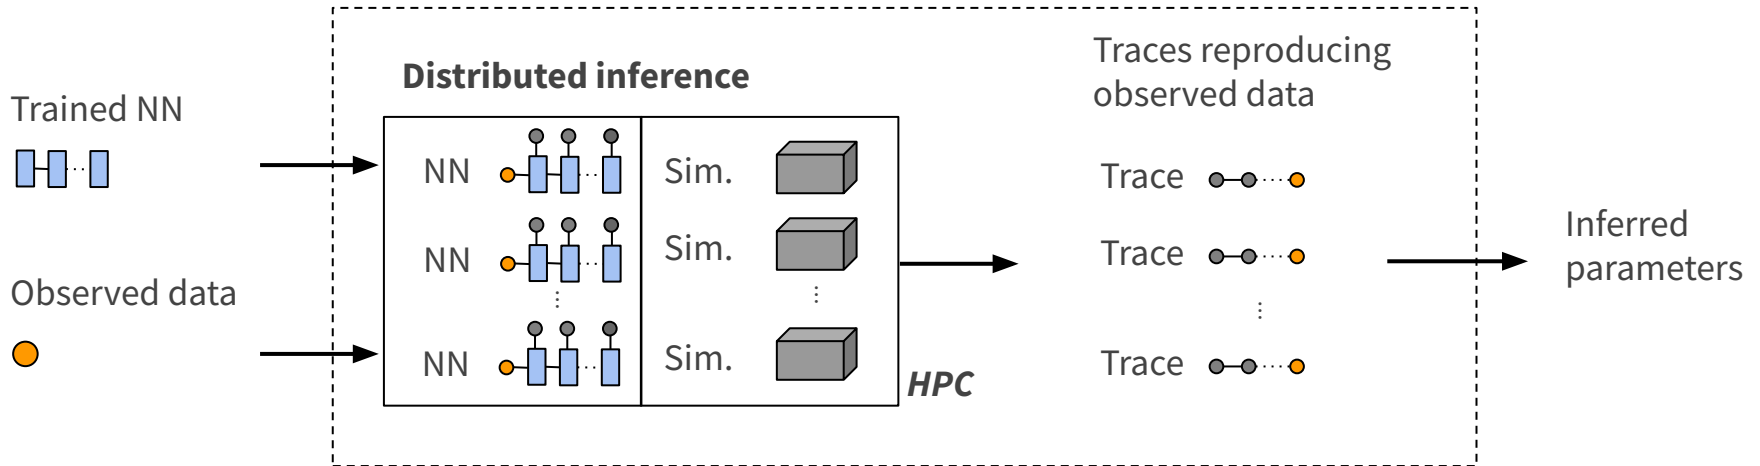 Trained NN
Observed data
Distributed inference
NN
Sim.
NN
Sim.
NN
Sim.
HPC
Traces reproducing
observed data
Trace
Trace
Trace
Inferred
parameters